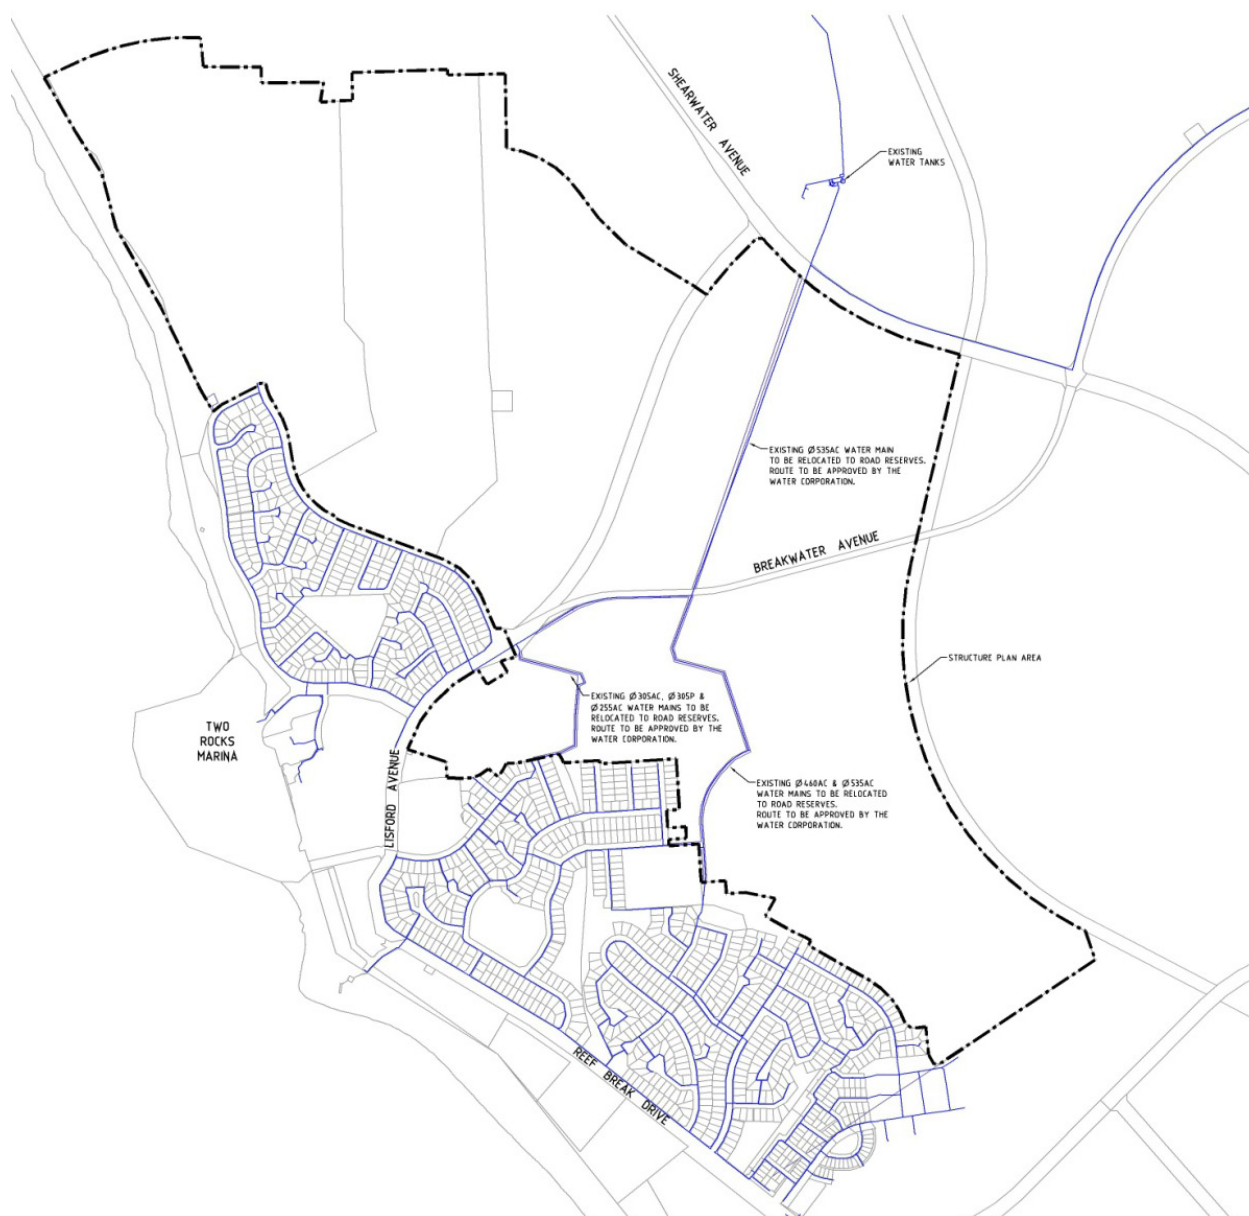 SHEARWATER AVENUE
EXISTING
WATER TANKS
EXISTING Ø535AC WATER MAIN
TO BE RELOCATED TO ROAD RESERVES.
ROUTE TO BE APPROVED BY THE
WATER CORPORATION.
BREAKWATER AVENUE
STRUCTURE PLAN AREA
EXISTING Ø305AC, Ø305P &
Ø255AC WATER MAINS TO BE
RELOCATED TO ROAD RESERVES.
ROUTE TO BE APPROVED BY THE
WATER CORPORATION.
TWO
ROCKS
MARINA
LISFORD AVENUE
EXISTING Ø460AC & Ø535AC
WATER MAINS TO BE RELOCATED
TO ROAD RESERVES.
ROUTE TO BE APPROVED BY THE
WATER CORPORATION.
REEF BREAK DRIVE